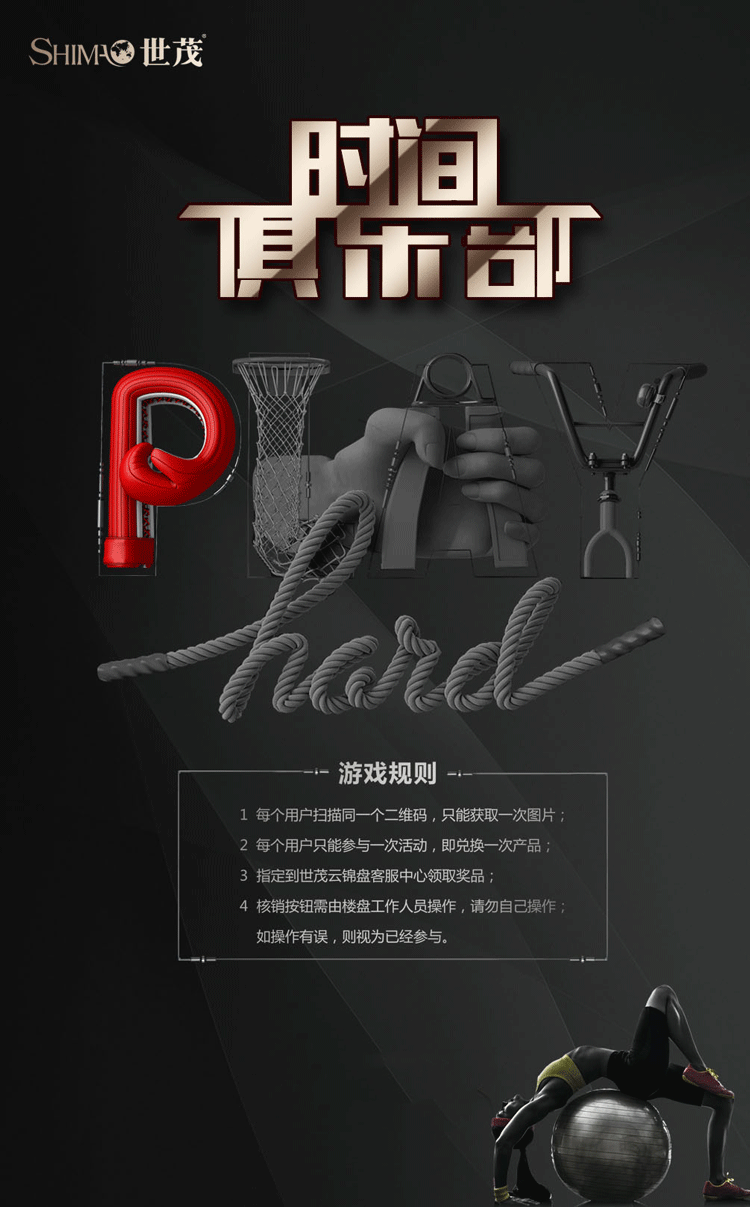 SHIMAO世茂®
时间
俱乐部
PLAY
hard
游戏规则
1 每个用户扫描同一个二维码，只能获取一次图片；
2 每个用户只能参与一次活动，即兑换一次产品；
3 指定到世茂云锦盘客服中心领取奖品；
4 核销按钮需由楼盘工作人员操作，请勿自己操作；
如操作有误，则视为已经参与。